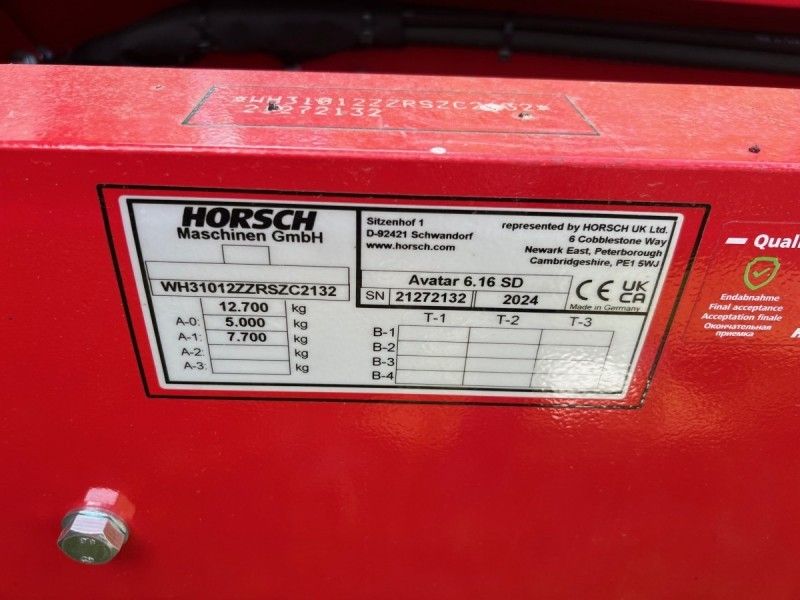 *WH31012ZZRSZC2132*
21272132
HORSCH
Maschinen GmbH
Sitzenhof 1
D-92421 Schwandorf
www.horsch.com
represented by HORSCH UK Ltd.
6 Cobblestone Way
Newark East, Peterborough
Cambridgeshire, PE1 5WJ
WH31012ZZRSZC2132
12.700 kg
A-0: 5.000 kg
A-1: 7.700 kg
A-2: kg
A-3: kg
Avatar 6.16 SD
SN 21272132 2024
CE UK CA
Made in Germany
T-1 T-2 T-3
B-1
B-2
B-3
B-4
Quali
Endabnahme
Final acceptance
Acceptation finale
Окончательная
приемка